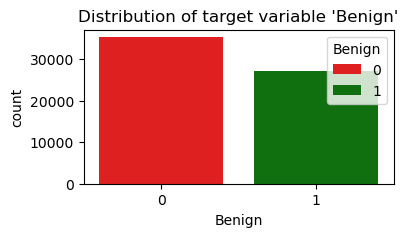 Distribution of target variable 'Benign'
Benign
0
1
30000
20000
10000
0
count
0 1
Benign